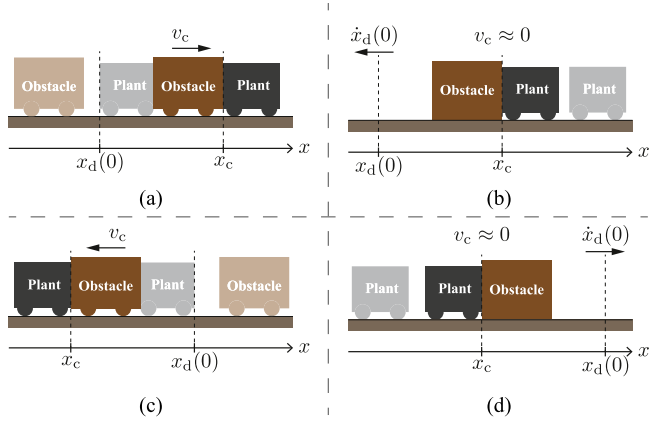 v_c
Obstacle
Plant
Obstacle
Plant
x_d(0)
x_c
x
(a)
ẋ_d(0)
v_c ≈ 0
Obstacle
Plant
Plant
x_d(0)
x_c
x
(b)
v_c
Plant
Obstacle
Plant
Obstacle
x_c
x_d(0)
x
(c)
v_c ≈ 0
ẋ_d(0)
Plant
Plant
Obstacle
x_c
x_d(0)
x
(d)